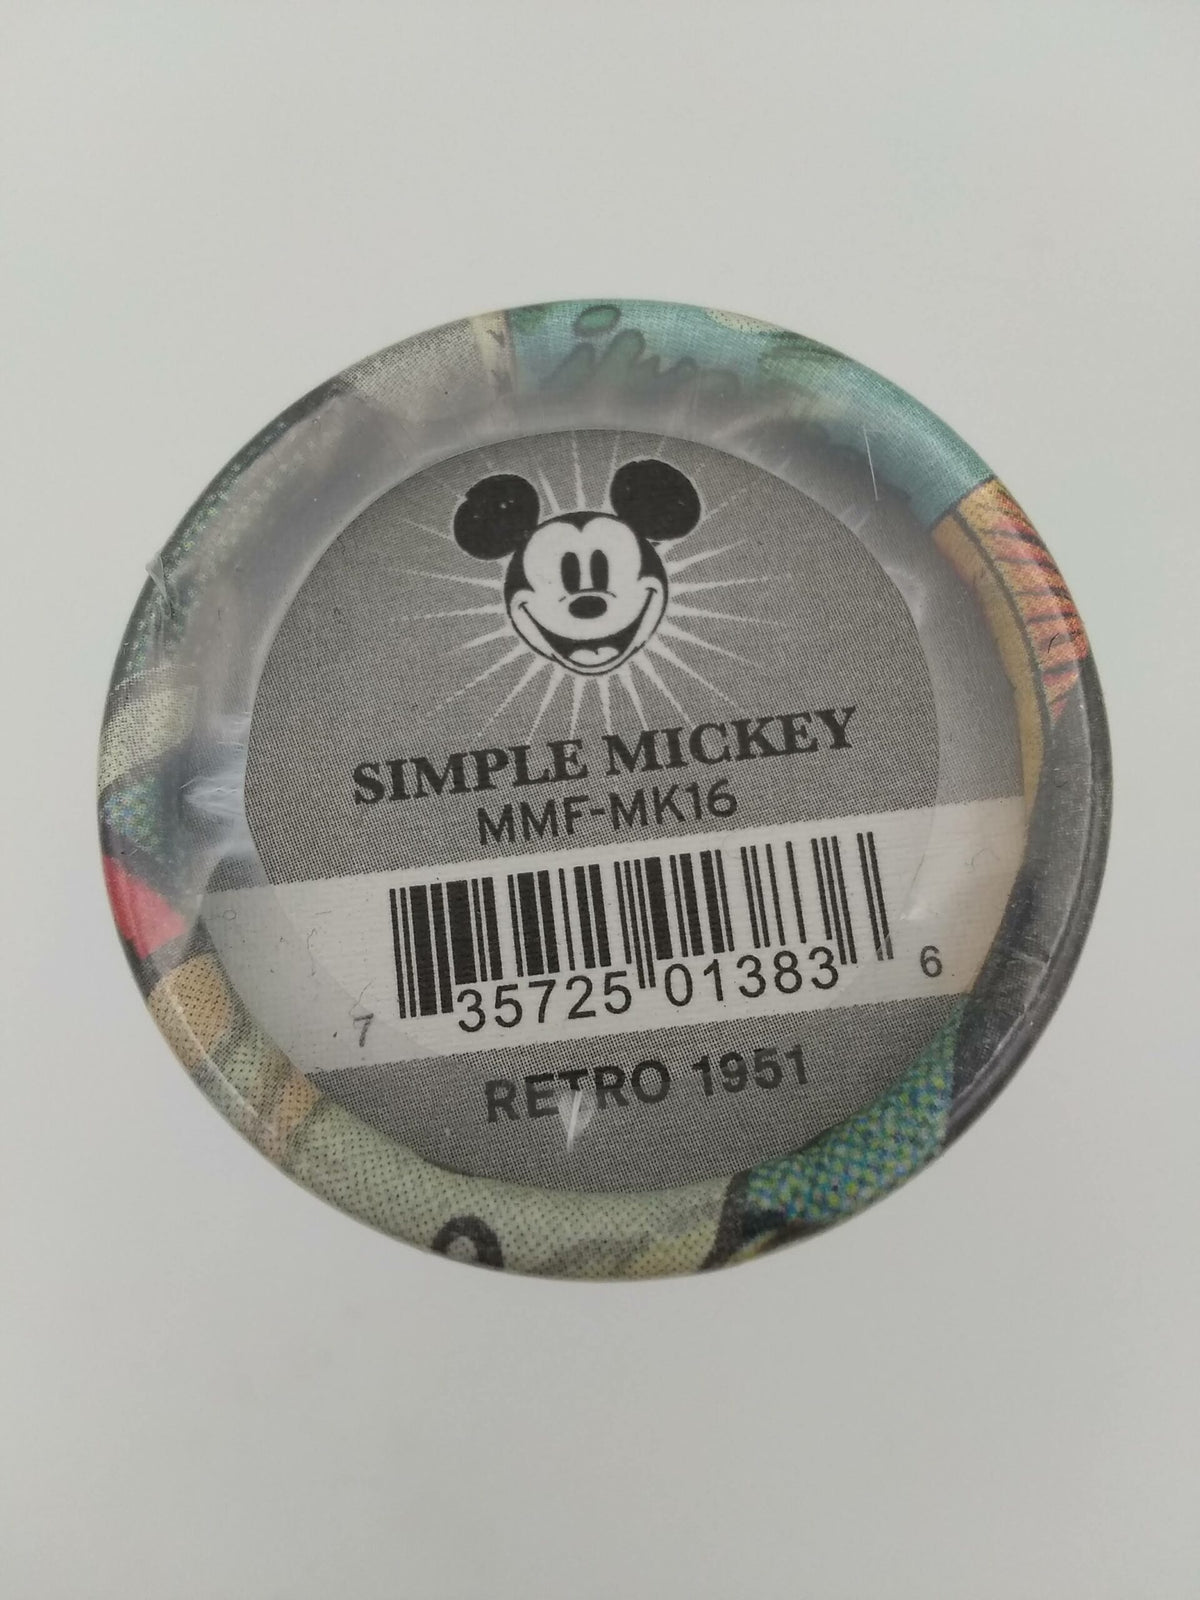 SIMPLE MICKEY
MMF-MK16
7 35725 01383 6
RETRO 1951